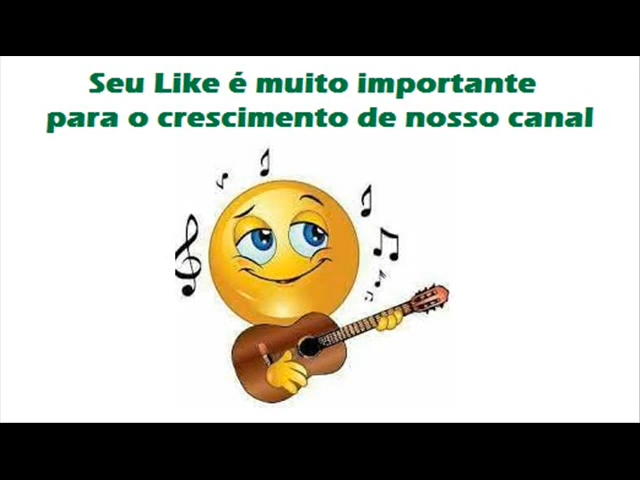 Seu Like é muito importante
para o crescimento de nosso canal